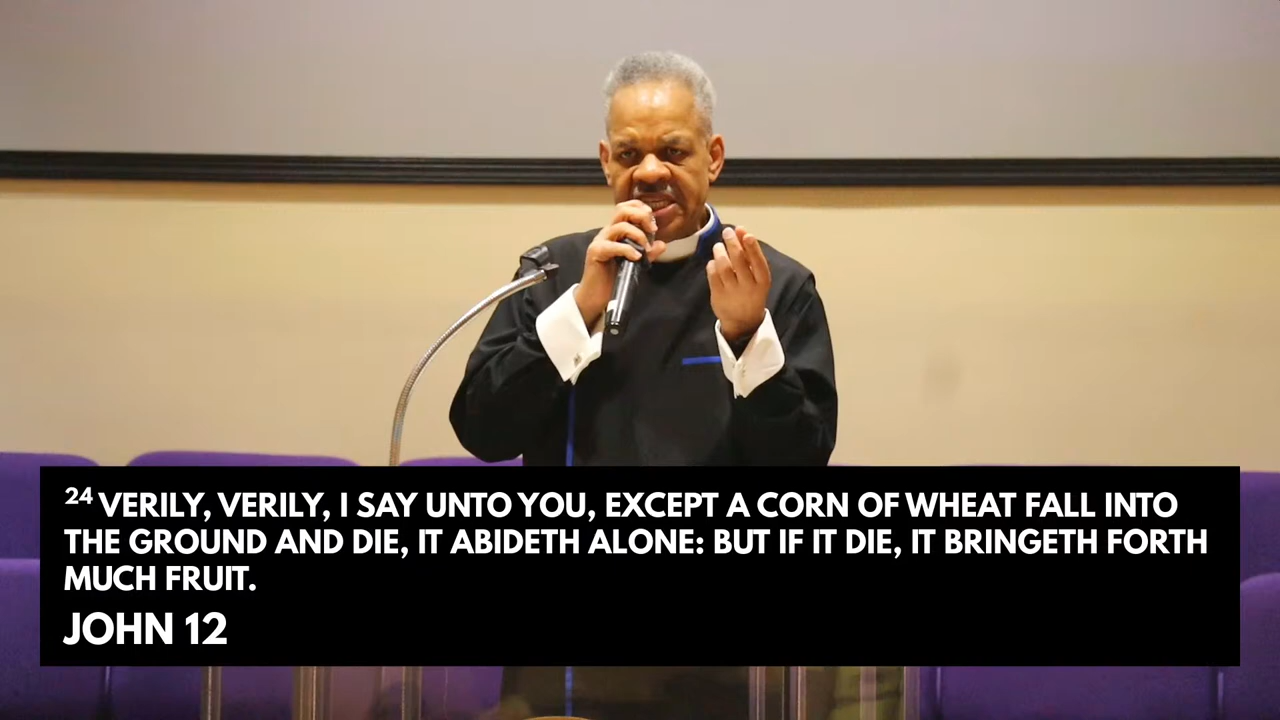 24 VERILY, VERILY, I SAY UNTO YOU, EXCEPT A CORN OF WHEAT FALL INTO
THE GROUND AND DIE, IT ABIDETH ALONE: BUT IF IT DIE, IT BRINGETH FORTH
MUCH FRUIT.
JOHN 12